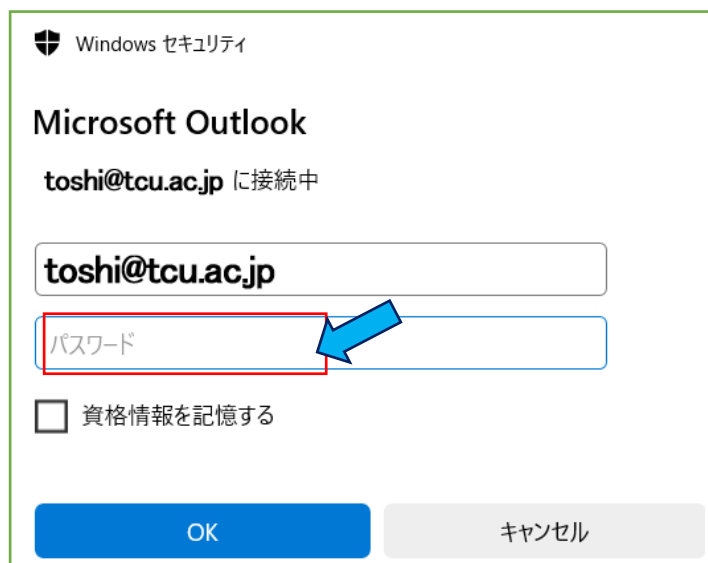 Windows セキュリティ
Microsoft Outlook
toshi@tcu.ac.jp に接続中
toshi@tcu.ac.jp
パスワード
資格情報を記憶する
OK
キャンセル